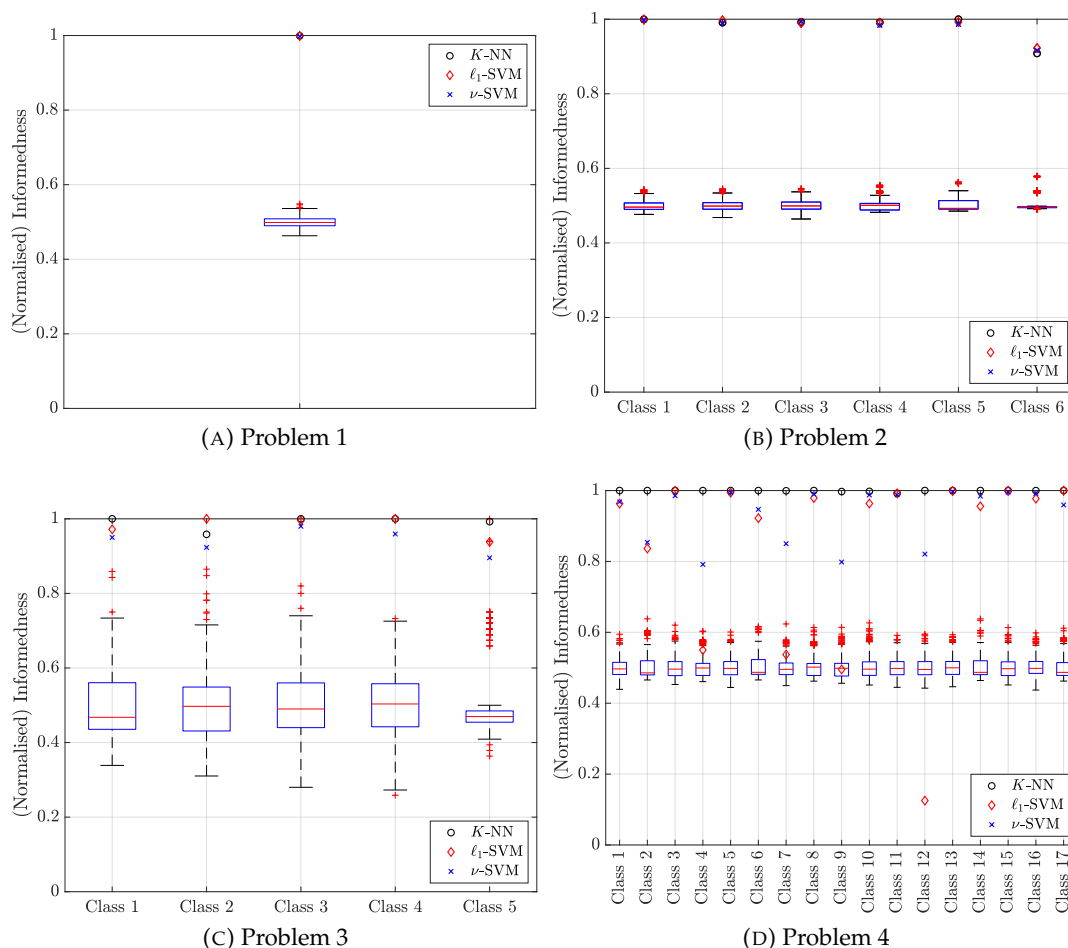 (Normalised) Informedness
1
0.8
0.6
0.4
0.2
0
K-NN
ℓ₁-SVM
ν-SVM
(A) Problem 1
(Normalised) Informedness
1
0.8
0.6
0.4
0.2
0
K-NN
ℓ₁-SVM
ν-SVM
Class 1 Class 2 Class 3 Class 4 Class 5 Class 6
(B) Problem 2
(Normalised) Informedness
1
0.8
0.6
0.4
0.2
0
K-NN
ℓ₁-SVM
ν-SVM
Class 1 Class 2 Class 3 Class 4 Class 5
(C) Problem 3
(Normalised) Informedness
1
0.8
0.6
0.4
0.2
0
K-NN
ℓ₁-SVM
ν-SVM
Class 1
Class 2
Class 3
Class 4
Class 5
Class 6
Class 7
Class 8
Class 9
Class 10
Class 11
Class 12
Class 13
Class 14
Class 15
Class 16
Class 17
(D) Problem 4